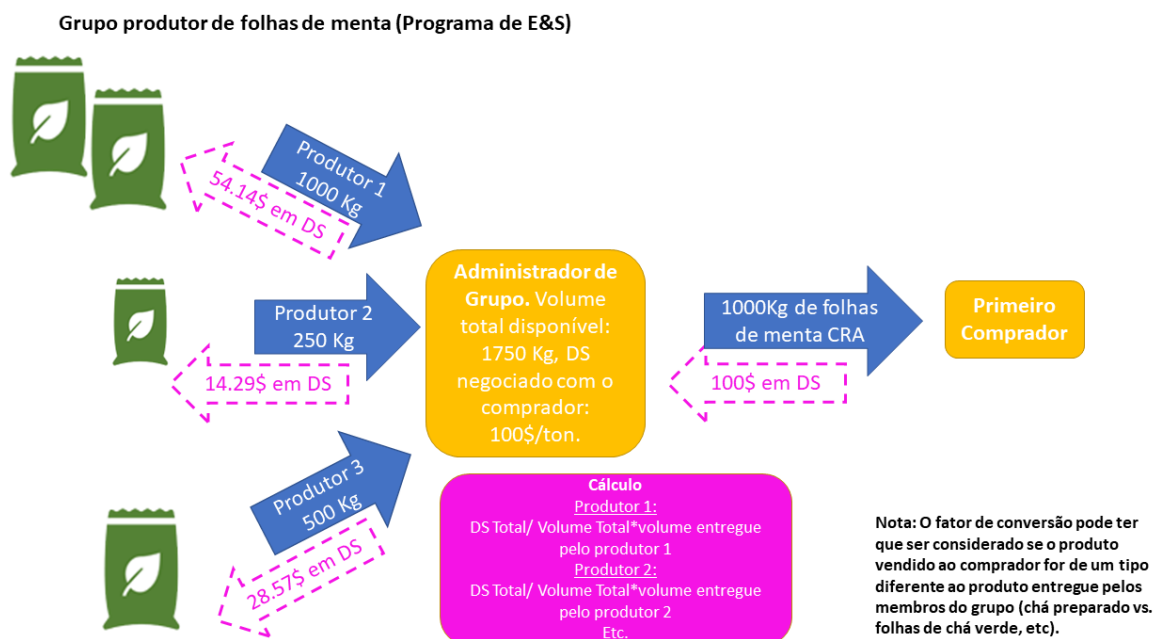 Grupo produtor de folhas de menta (Programa de E&S)
Produtor 1
1000 Kg
54.14$ em DS
Produtor 2
250 Kg
14.29$ em DS
Produtor 3
500 Kg
28.57$ em DS
Administrador de
Grupo. Volume
total disponível:
1750 Kg, DS
negociado com o
comprador:
100$/ton.
1000Kg de folhas
de menta CRA
100$ em DS
Primeiro
Comprador
Cálculo
Produtor 1:
DS Total/ Volume Total*volume entregue
pelo produtor 1
Produtor 2:
DS Total/ Volume Total*volume entregue
pelo produtor 2
Etc.
Nota: O fator de conversão pode ter
que ser considerado se o produto
vendido ao comprador for de um tipo
diferente ao produto entregue pelos
membros do grupo (chá preparado vs.
folhas de chá verde, etc).